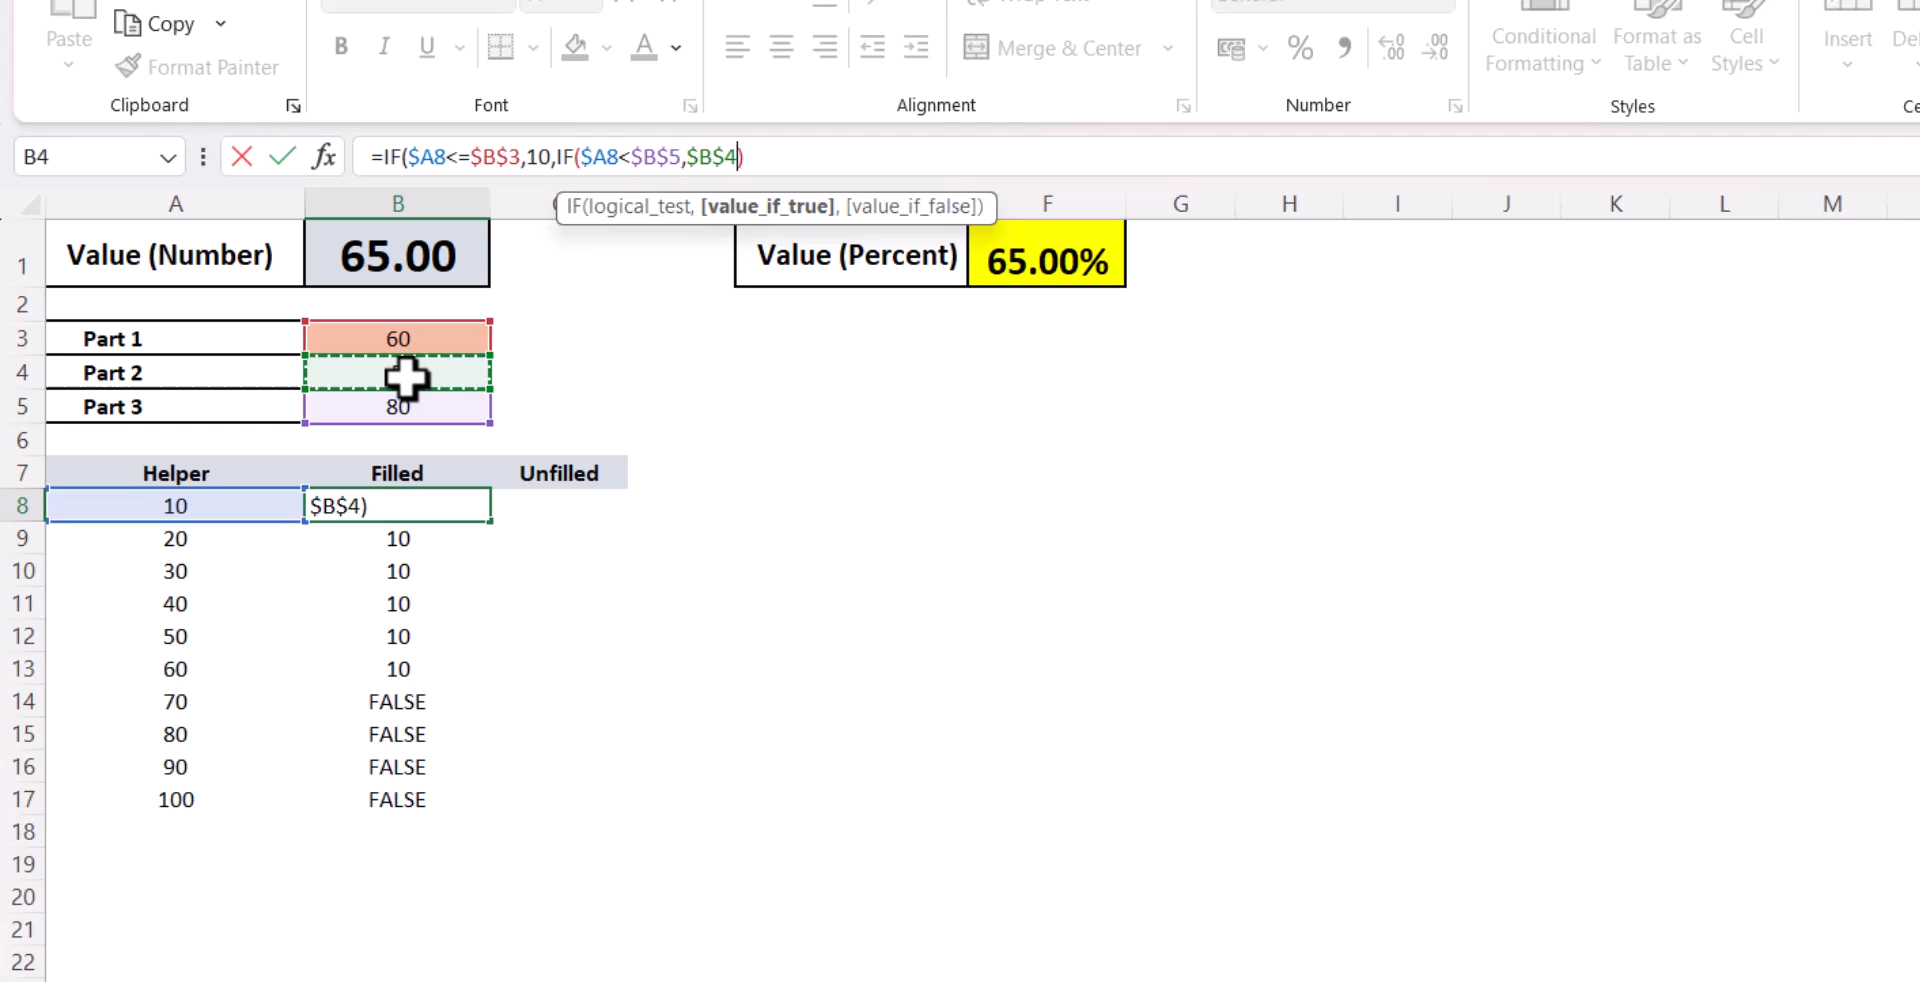 Paste
Copy
Format Painter
Clipboard
B I U
A
Font
Merge & Center
Alignment
% 9 .00
Number
Conditional Formatting
Format as Table
Cell Styles
Styles
Insert
B4
fx
=IF($A8<=$B$3,10,IF($A8<$B$5,$B$4)
IF(logical_test, [value_if_true], [value_if_false])
A B F G H I J K L M
1 Value (Number) 65.00 Value (Percent) 65.00%
2
3 Part 1 60
4 Part 2
5 Part 3 80
6
7 Helper Filled Unfilled
8 10 $B$4)
9 20 10
10 30 10
11 40 10
12 50 10
13 60 10
14 70 FALSE
15 80 FALSE
16 90 FALSE
17 100 FALSE
18
19
20
21
22